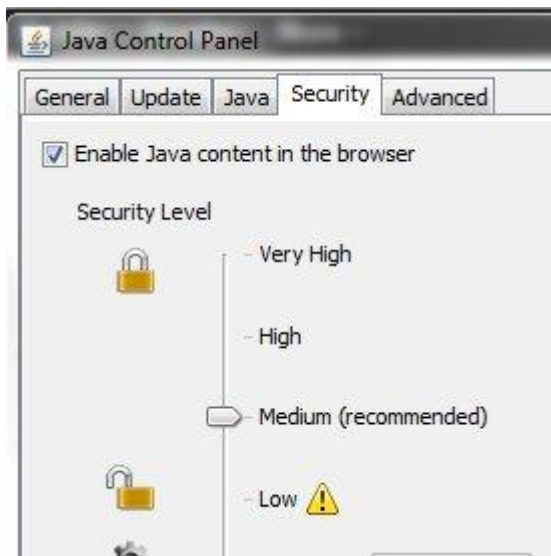 Java Control Panel
General Update Java Security Advanced
Enable Java content in the browser
Security Level
Very High
High
Medium (recommended)
Low